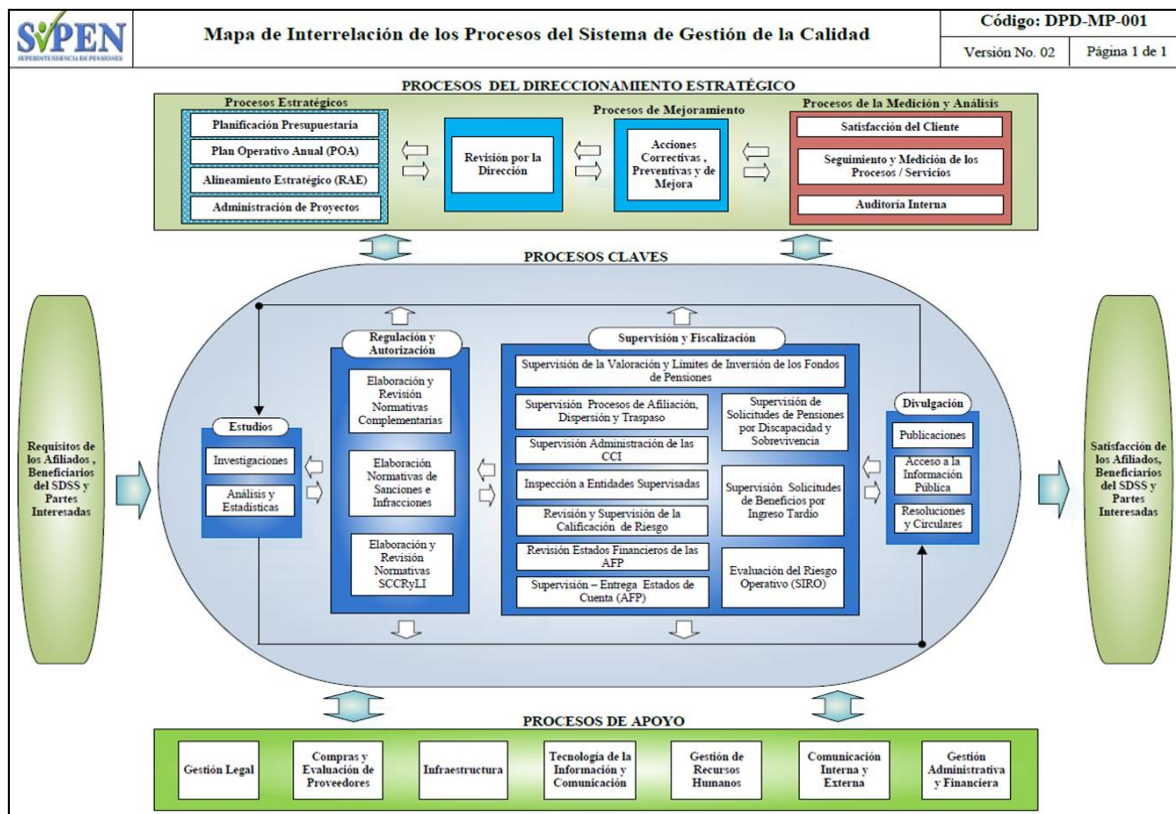 SIPEN
SUPERINTENDENCIA DE PENSIONES
Mapa de Interrelación de los Procesos del Sistema de Gestión de la Calidad
Código: DPD-MP-001
Versión No. 02
Página 1 de 1
PROCESOS DEL DIRECCIONAMIENTO ESTRATÉGICO
Procesos Estratégicos
Planificación Presupuestaria
Plan Operativo Anual (POA)
Alineamiento Estratégico (RAE)
Administración de Proyectos
Revisión por la
Dirección
Procesos de Mejoramiento
Acciones
Correctivas ,
Preventivas y de
Mejora
Procesos de la Medición y Análisis
Satisfacción del Cliente
Seguimiento y Medición de los
Procesos / Servicios
Auditoría Interna
PROCESOS CLAVES
Requisitos de
los Afiliados ,
Beneficiarios
del SDSS y
Partes
Interesadas
Estudios
Investigaciones
Análisis y
Estadísticas
Regulación y
Autorización
Elaboración y
Revisión
Normativas
Complementarias
Elaboración
Normativas de
Sanciones e
Infracciones
Elaboración y
Revisión
Normativas
SCCRyLI
Supervisión y Fiscalización
Supervisión de la Valoración y Límites de Inversión de los Fondos
de Pensiones
Supervisión Procesos de Afiliación,
Dispersión y Traspaso
Supervisión Administración de las
CCI
Inspección a Entidades Supervisadas
Revisión y Supervisión de la
Calificación de Riesgo
Revisión Estados Financieros de las
AFP
Supervisión – Entrega Estados de
Cuenta (AFP)
Supervisión de
Solicitudes de Pensiones
por Discapacidad y
Sobrevivencia
Supervisión Solicitudes
de Beneficios por
Ingreso Tardío
Evaluación del Riesgo
Operativo (SIRO)
Divulgación
Publicaciones
Acceso a la
Información
Pública
Resoluciones
y Circulares
Satisfacción de
los Afiliados,
Beneficiarios
del SDSS y
Partes
Interesadas
PROCESOS DE APOYO
Gestión Legal
Compras y
Evaluación de
Proveedores
Infraestructura
Tecnología de la
Información y
Comunicación
Gestión de
Recursos
Humanos
Comunicación
Interna y
Externa
Gestión
Administrativa
y Financiera